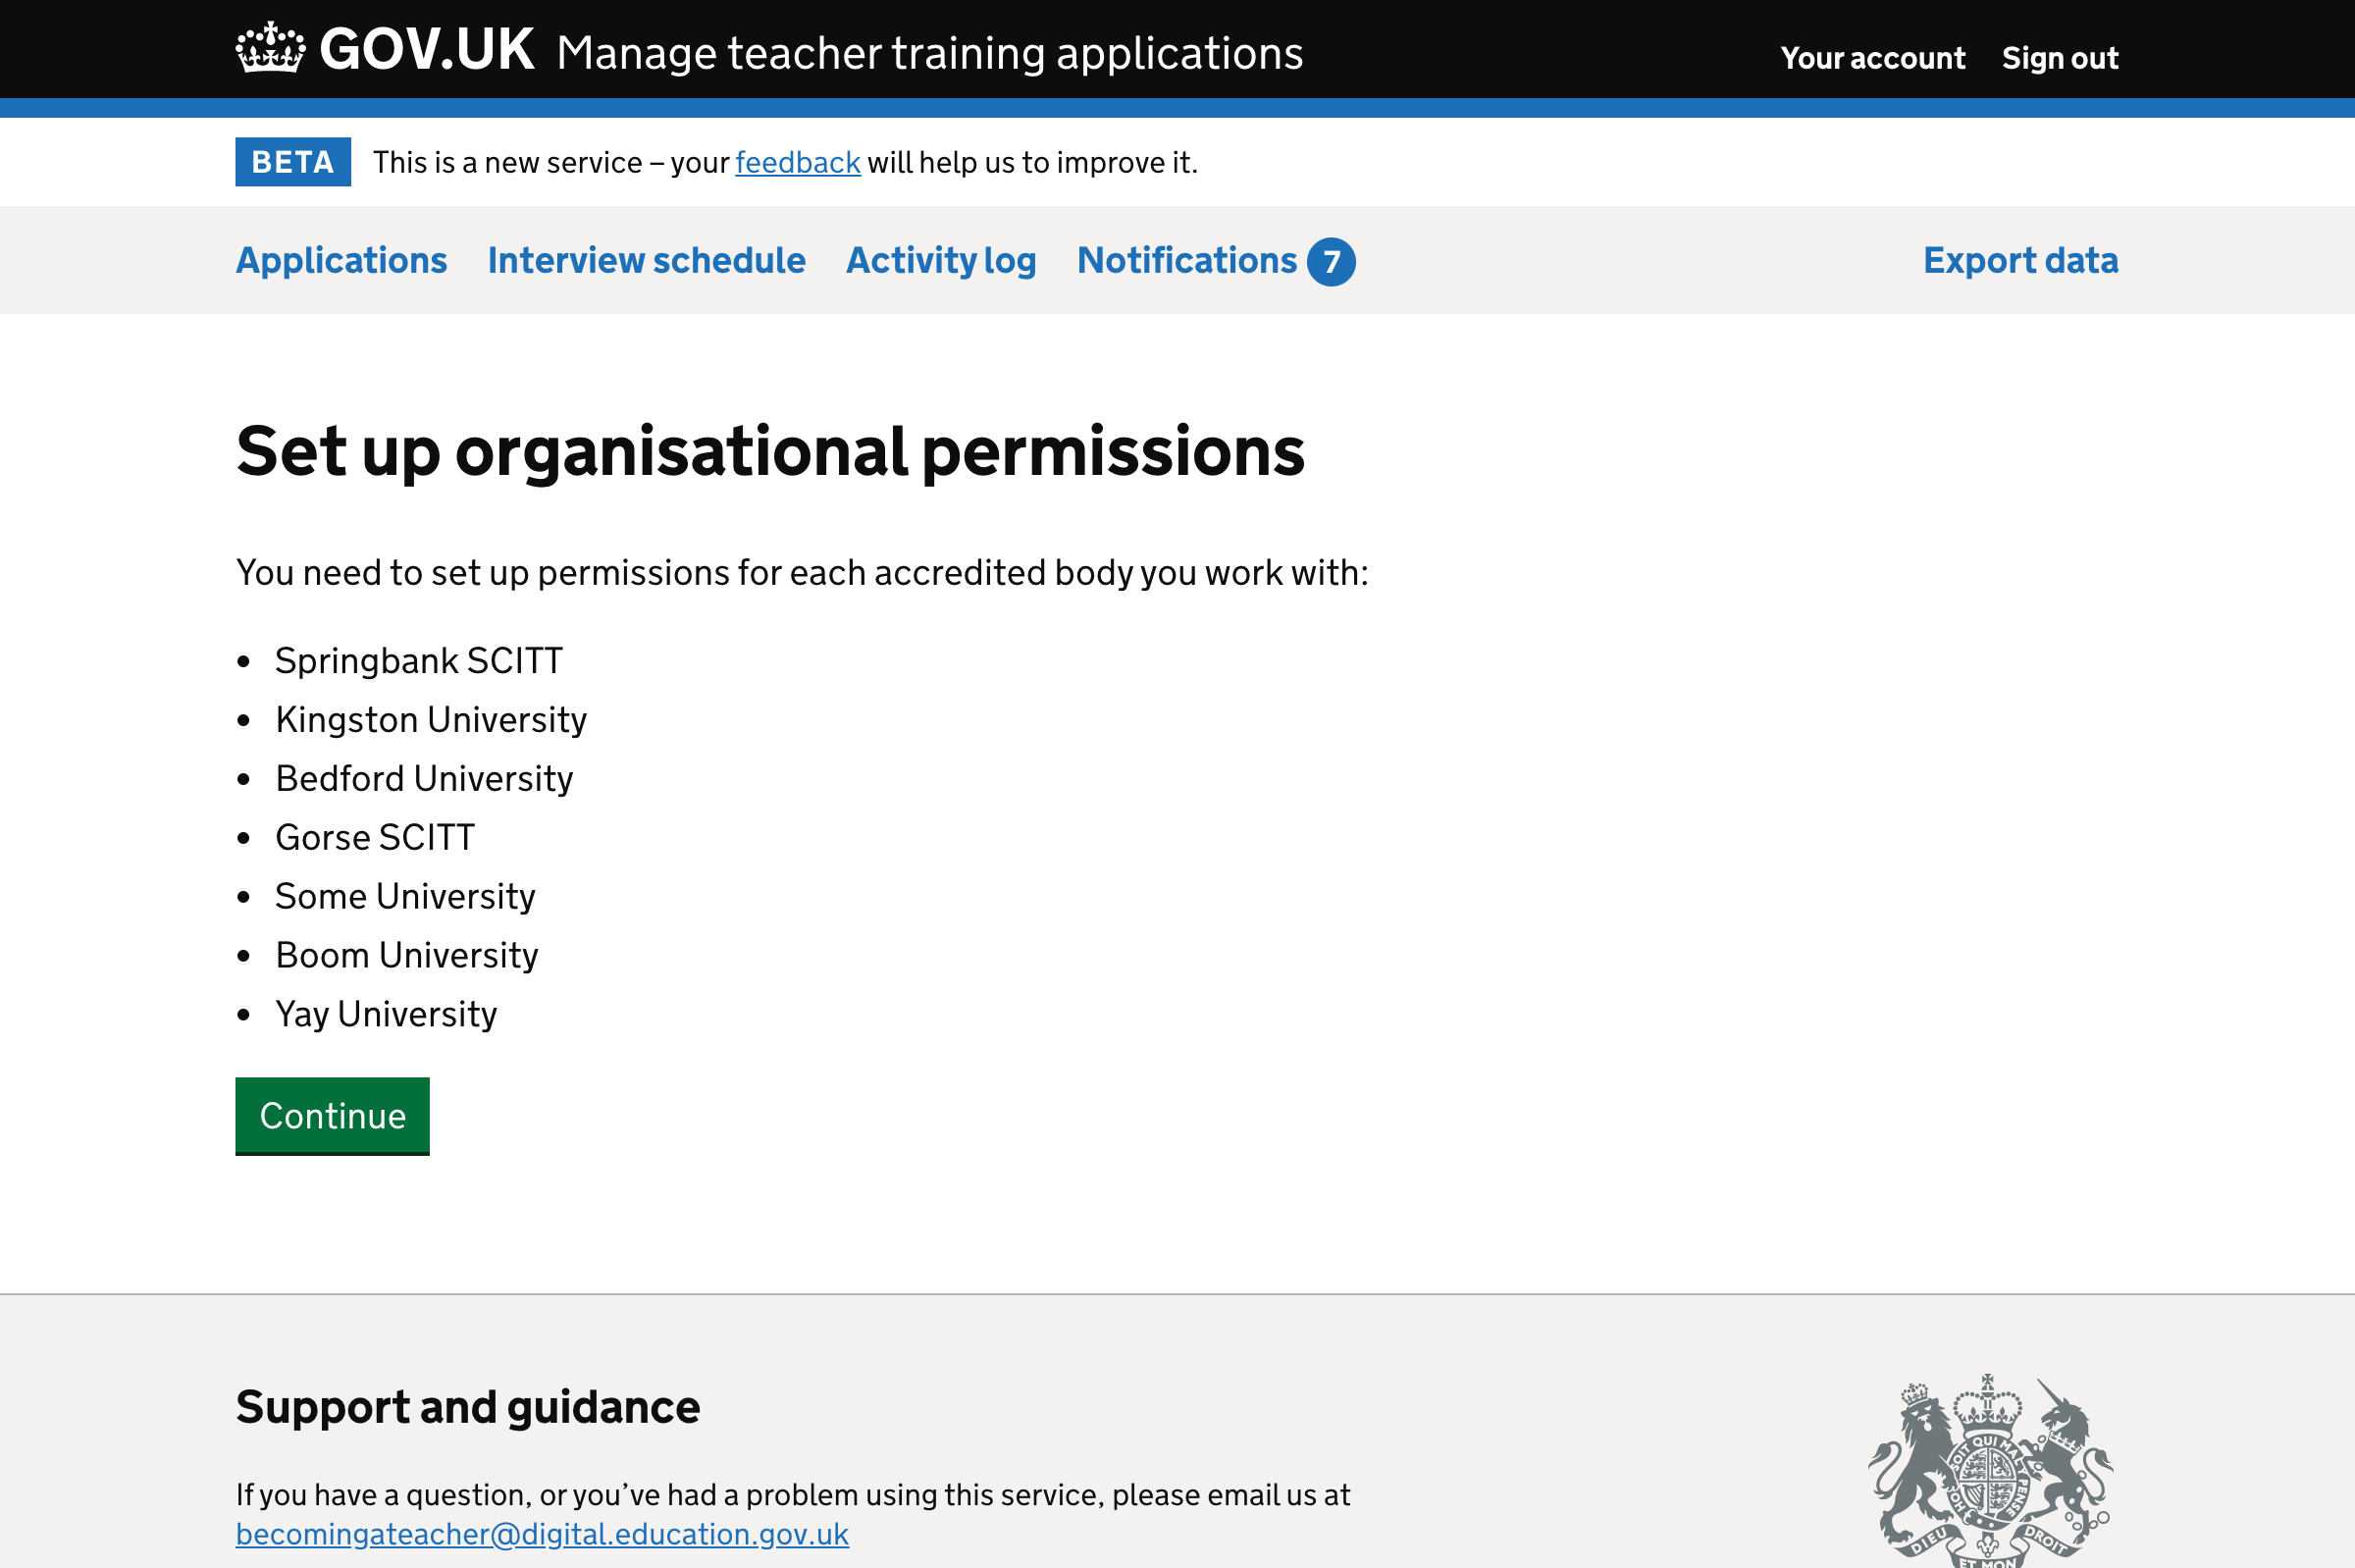 GOV.UK Manage teacher training applications
Your account Sign out
BETA This is a new service – your feedback will help us to improve it.
Applications Interview schedule Activity log Notifications 7 Export data
Set up organisational permissions
You need to set up permissions for each accredited body you work with:
• Springbank SCITT
• Kingston University
• Bedford University
• Gorse SCITT
• Some University
• Boom University
• Yay University
Continue
Support and guidance
If you have a question, or you’ve had a problem using this service, please email us at
becomingateacher@digital.education.gov.uk
SOIT QUI MAL
PENSE
DIEU ET MON DROIT